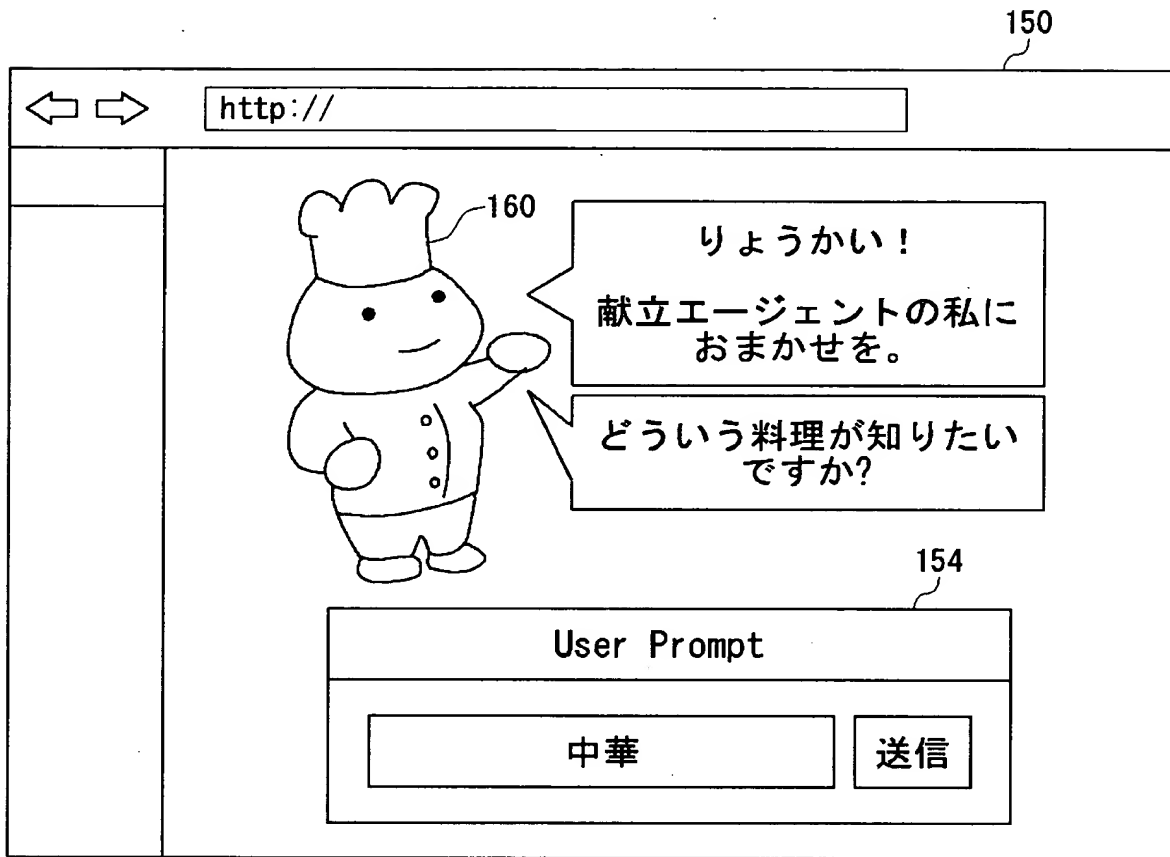 150
http://
160
りょうかい!
献立エージェントの私に
おまかせを。
どういう料理が知りたい
ですか?
154
User Prompt
中華
送信